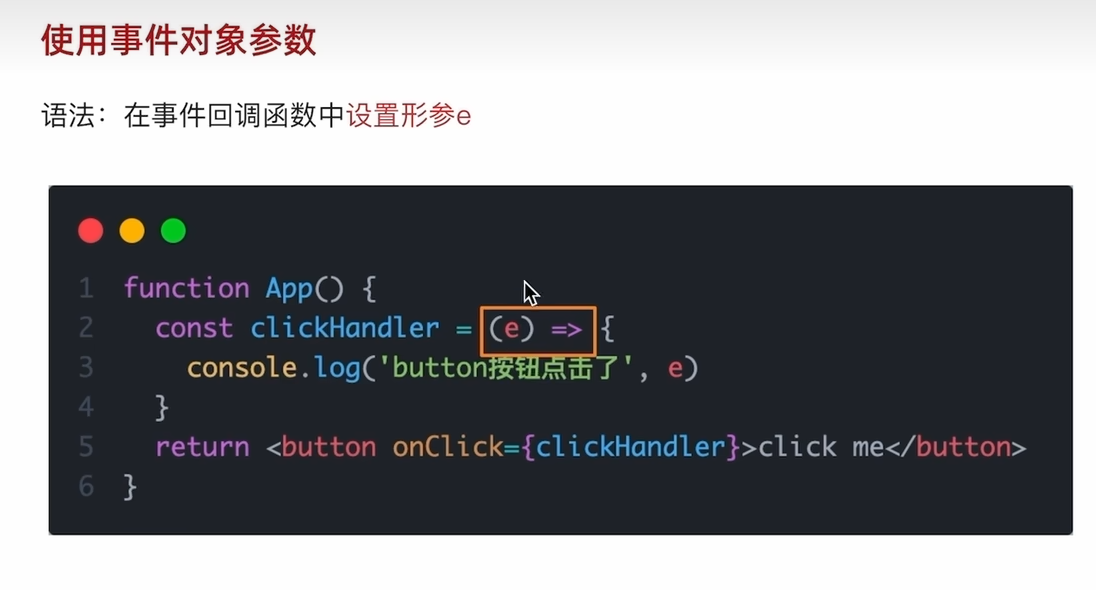 使用事件对象参数
语法：在事件回调函数中设置形参e
1 function App() {
2   const clickHandler = (e) => {
3     console.log('button按钮点击了', e)
4   }
5   return <button onClick={clickHandler}>click me</button>
6 }